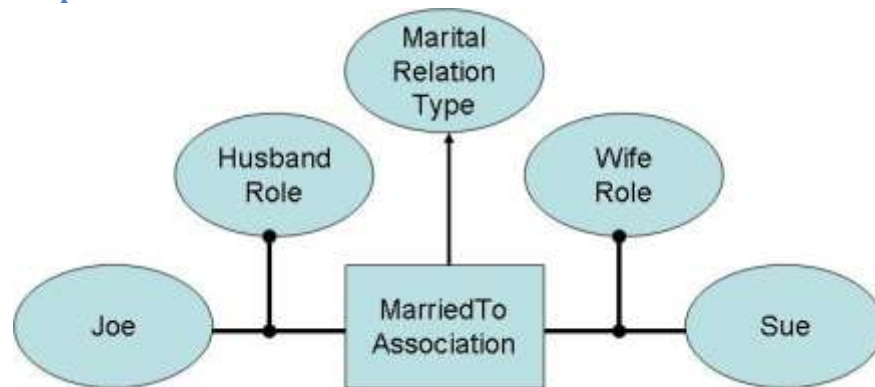 Marital
Relation
Type
Husband
Role
Wife
Role
Joe
MarriedTo
Association
Sue